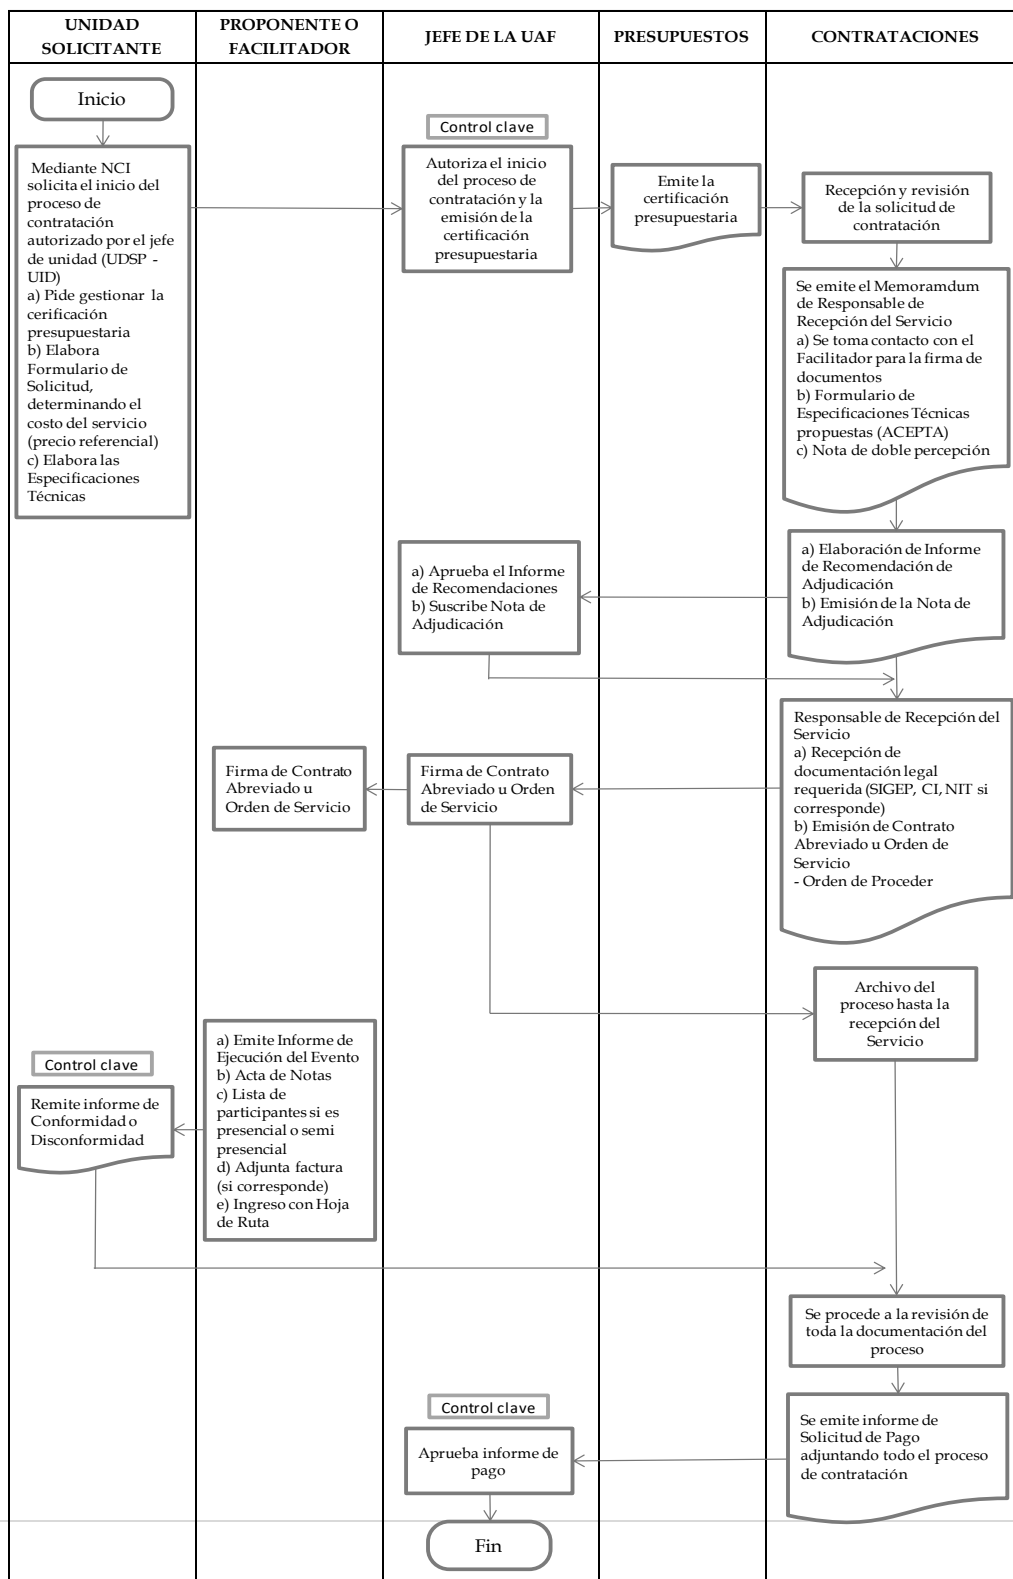 UNIDAD
SOLICITANTE
PROPONENTE O
FACILITADOR
JEFE DE LA UAF
PRESUPUESTOS
CONTRATACIONES
Inicio
Mediante NCI
solicita el inicio del
proceso de
contratación
autorizado por el jefe
de unidad (UDSP -
UID)
a) Pide gestionar la
cerificación
presupuestaria
b) Elabora
Formulario de
Solicitud,
determinando el
costo del servicio
(precio referencial)
c) Elabora las
Especificaciones
Técnicas
Control clave
Autoriza el inicio
del proceso de
contratación y la
emisión de la
certificación
presupuestaria
Emite la
certificación
presupuestaria
Recepción y revisión
de la solicitud de
contratación
Se emite el Memoramdum
de Responsable de
Recepción del Servicio
a) Se toma contacto con el
Facilitador para la firma de
documentos
b) Formulario de
Especificaciones Técnicas
propuestas (ACEPTA)
c) Nota de doble percepción
a) Elaboración de Informe
de Recomendación de
Adjudicación
b) Emisión de la Nota de
Adjudicación
a) Aprueba el Informe
de Recomendaciones
b) Suscribe Nota de
Adjudicación
Responsable de Recepción del
Servicio
a) Recepción de
documentación legal
requerida (SIGEP, CI, NIT si
corresponde)
b) Emisión de Contrato
Abreviado u Orden de
Servicio
- Orden de Proceder
Firma de Contrato
Abreviado u Orden
de Servicio
Firma de Contrato
Abreviado u
Orden de Servicio
Archivo del
proceso hasta la
recepción del
Servicio
a) Emite Informe de
Ejecución del Evento
b) Acta de Notas
c) Lista de
participantes si es
presencial o semi
presencial
d) Adjunta factura
(si corresponde)
e) Ingreso con Hoja
de Ruta
Control clave
Remite informe de
Conformidad o
Disconformidad
Se procede a la revisión de
toda la documentación del
proceso
Se emite informe de
Solicitud de Pago
adjuntando todo el proceso
de contratación
Control clave
Aprueba informe de
pago
Fin